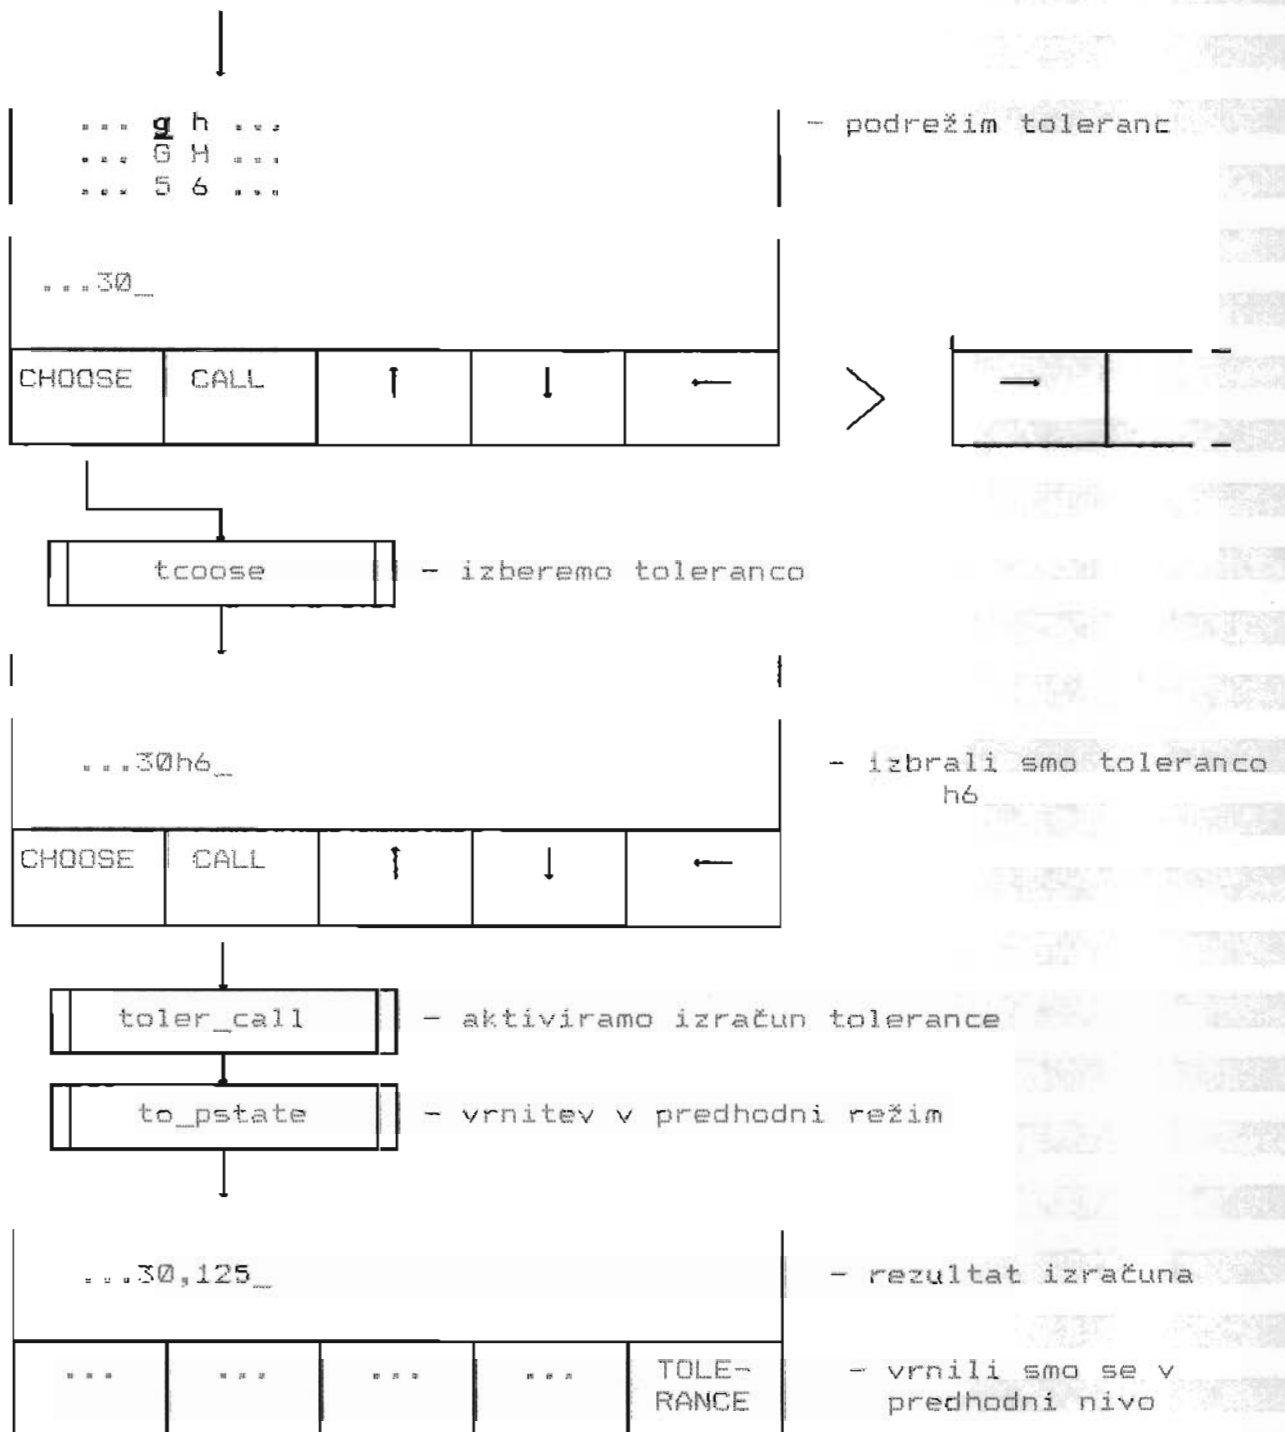 ... g h ... - podrežim toleranc
... G H ...
... 5 6 ...
...30_
CHOOSE CALL ↑ ↓ ← > →
tcoose - izberemo toleranco
...30h6_ - izbrali smo toleranco
h6
CHOOSE CALL ↑ ↓ ←
toler_call - aktiviramo izračun tolerance
to_pstate - vrnitev v predhodni režim
...30,125_ - rezultat izračuna
... ... ... ... TOLE- - vrnili smo se v
RANCE predhodni nivo